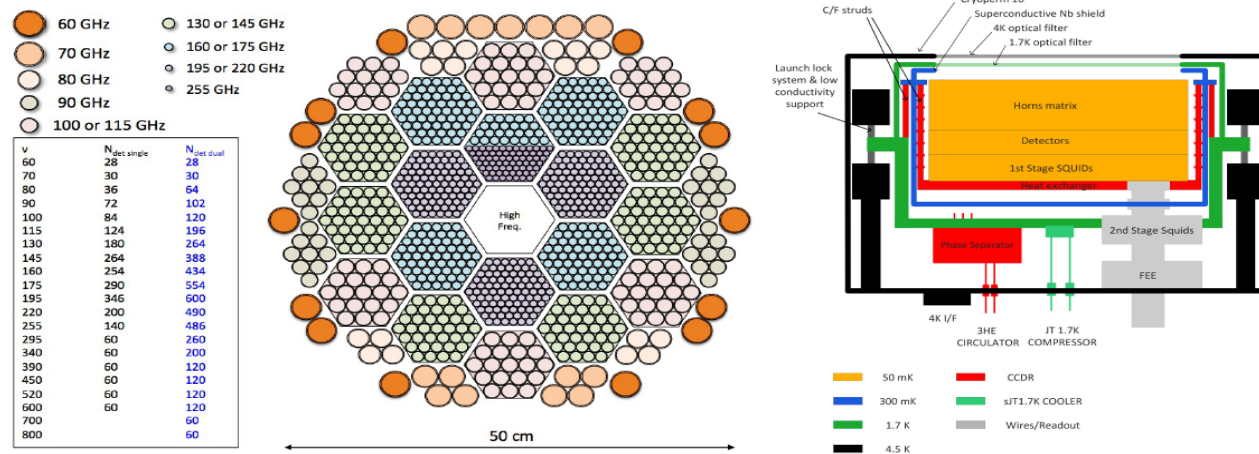 60 GHz
70 GHz
80 GHz
90 GHz
100 or 115 GHz
130 or 145 GHz
160 or 175 GHz
195 or 220 GHz
255 GHz
ν N det single N det dual
60 28 28
70 30 30
80 36 64
90 72 102
100 84 120
115 124 196
130 180 264
145 264 388
160 254 434
175 290 554
195 346 600
220 200 490
255 140 486
295 60 260
340 60 200
390 60 120
450 60 120
520 60 120
600 60 120
700 60
800 60
High
Freq.
50 cm
C/F struts
Superconductive Nb shield
4K optical filter
1.7K optical filter
Launch lock
system & low
conductivity
support
Horns matrix
Detectors
1st Stage SQUIDs
Heat exchanger
2nd Stage Squids
Phase Separator
FEE
4K I/F
3HE
CIRCULATOR
JT 1.7K
COMPRESSOR
50 mK
300 mK
1.7 K
4.5 K
CCDR
sJT1.7K COOLER
Wires/Readout